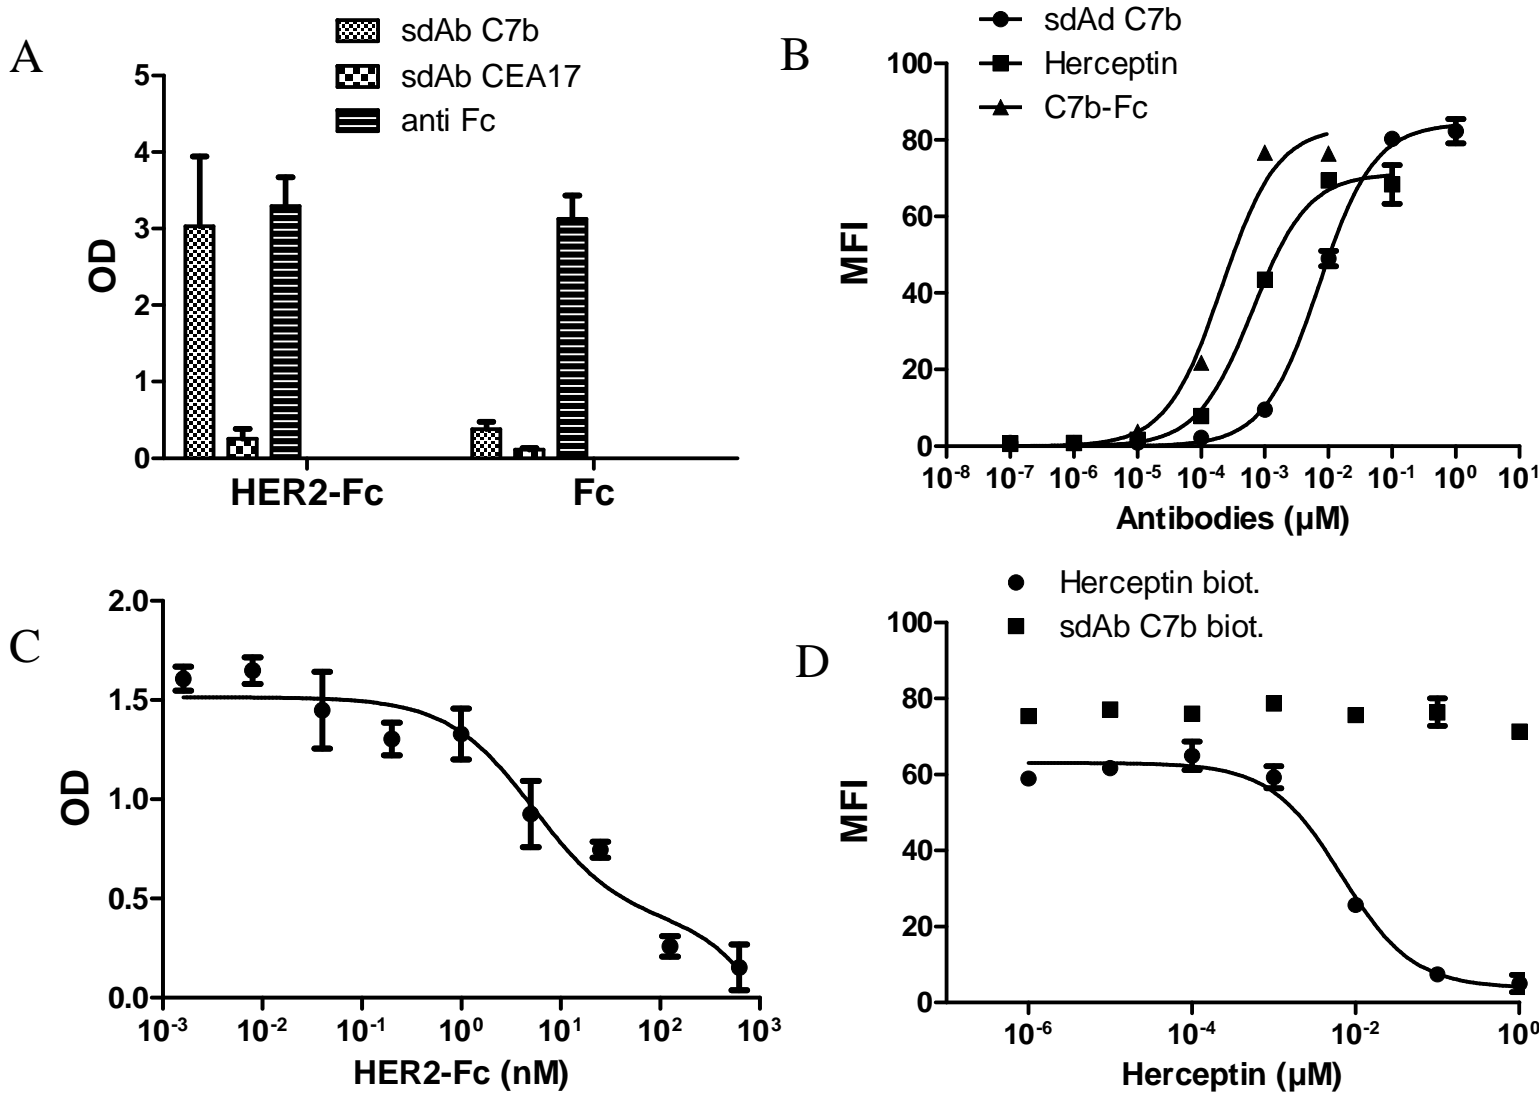 A
sdAb C7b
sdAb CEA17
anti Fc
5
4
3
2
1
0
OD
HER2-Fc Fc
B
sdAd C7b
Herceptin
C7b-Fc
100
80
60
40
20
0
MFI
10-8 10-7 10-6 10-5 10-4 10-3 10-2 10-1 100 101
Antibodies (µM)
C
2.0
1.5
1.0
0.5
0.0
OD
10-3 10-2 10-1 100 101 102 103
HER2-Fc (nM)
D
Herceptin biot.
sdAb C7b biot.
100
80
60
40
20
0
MFI
10-6 10-4 10-2 100
Herceptin (µM)